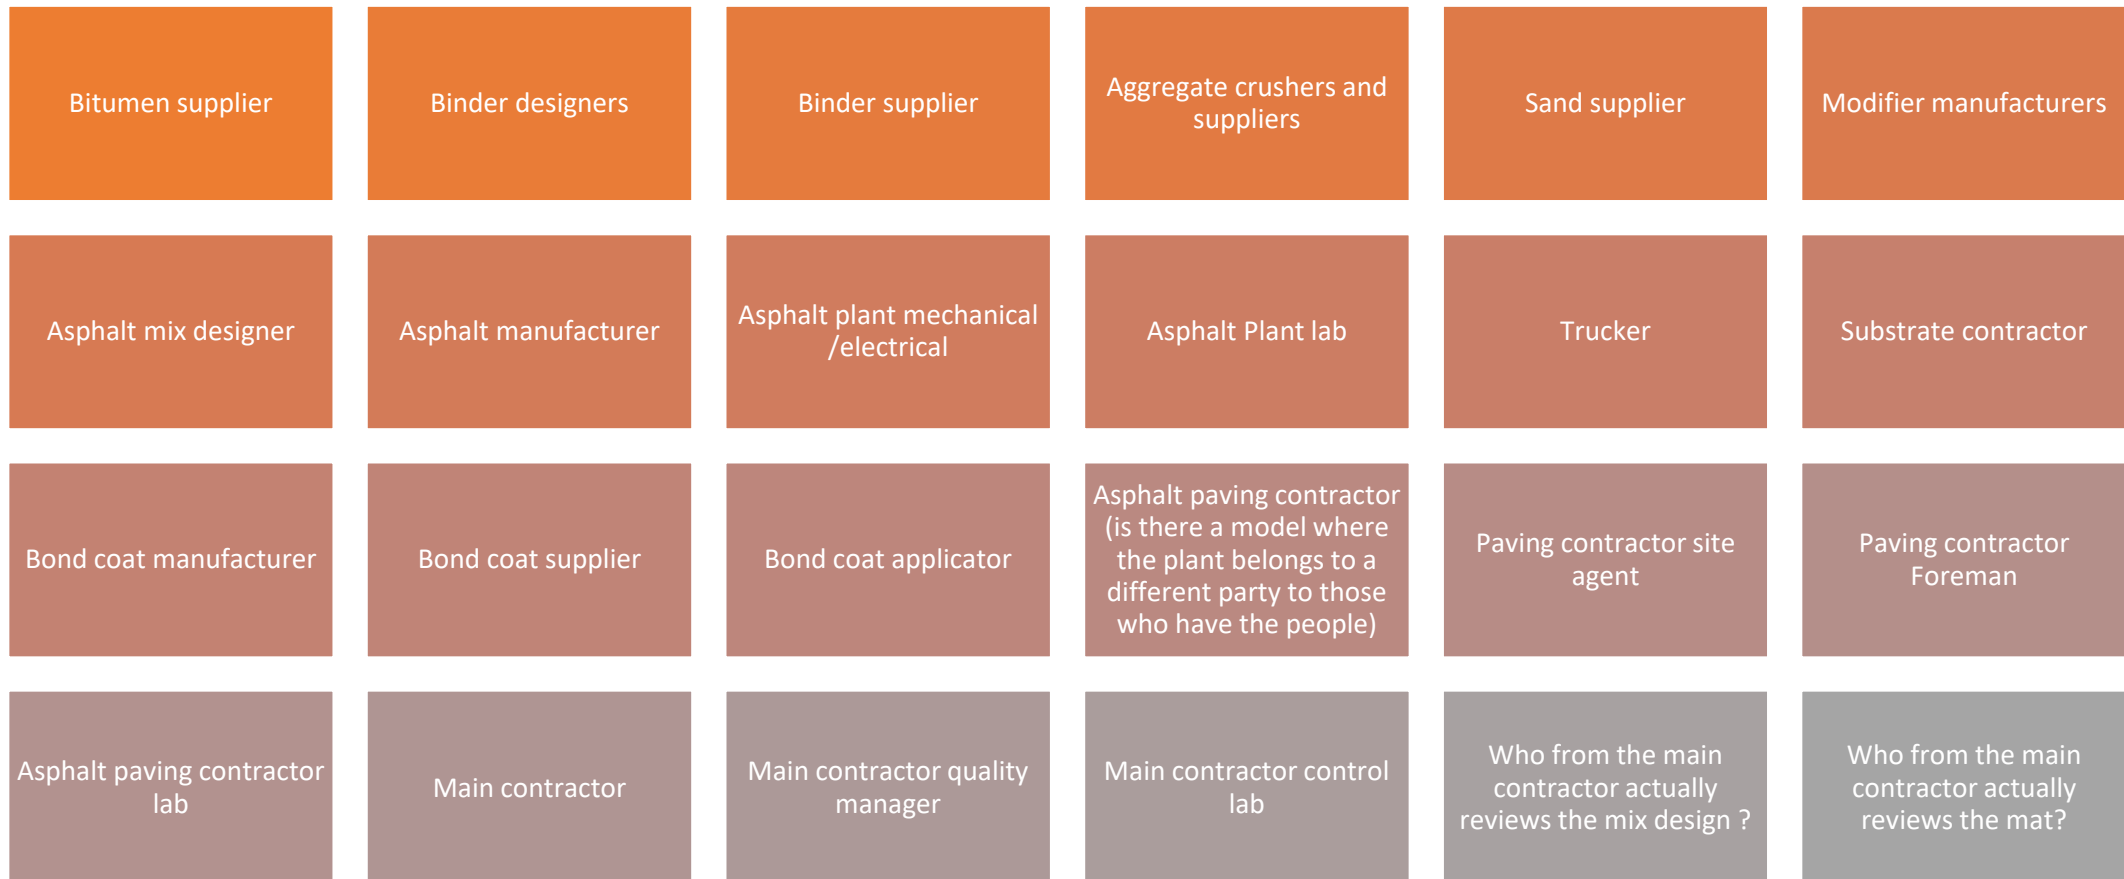 Bitumen supplier
Binder designers
Binder supplier
Aggregate crushers and
suppliers
Sand supplier
Modifier manufacturers
Asphalt mix designer
Asphalt manufacturer
Asphalt plant mechanical
/electrical
Asphalt Plant lab
Trucker
Substrate contractor
Bond coat manufacturer
Bond coat supplier
Bond coat applicator
Asphalt paving contractor
(is there a model where
the plant belongs to a
different party to those
who have the people)
Paving contractor site
agent
Paving contractor
Foreman
Asphalt paving contractor
lab
Main contractor
Main contractor quality
manager
Main contractor control
lab
Who from the main
contractor actually
reviews the mix design ?
Who from the main
contractor actually
reviews the mat?